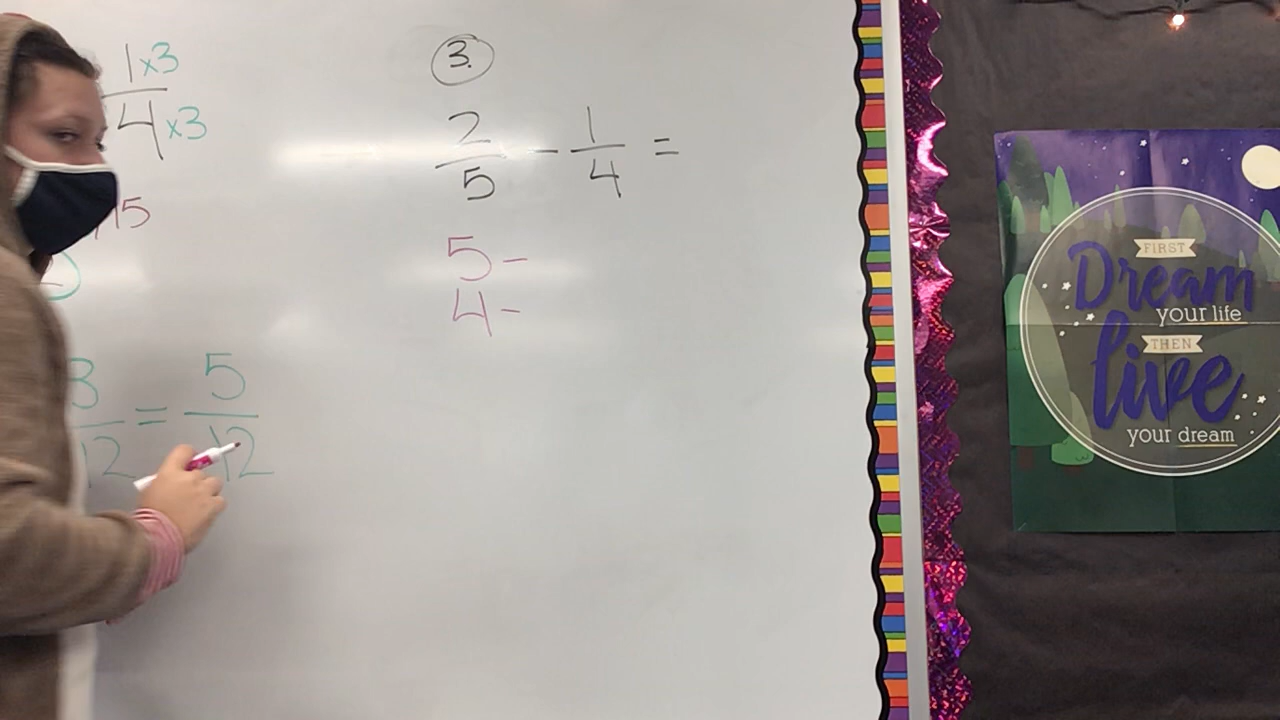 1x3
4x3
15
3/12 = 5/12
3.
2/5 - 1/4 =
5-
4-
FIRST
Dream
your life
THEN
live
your dream